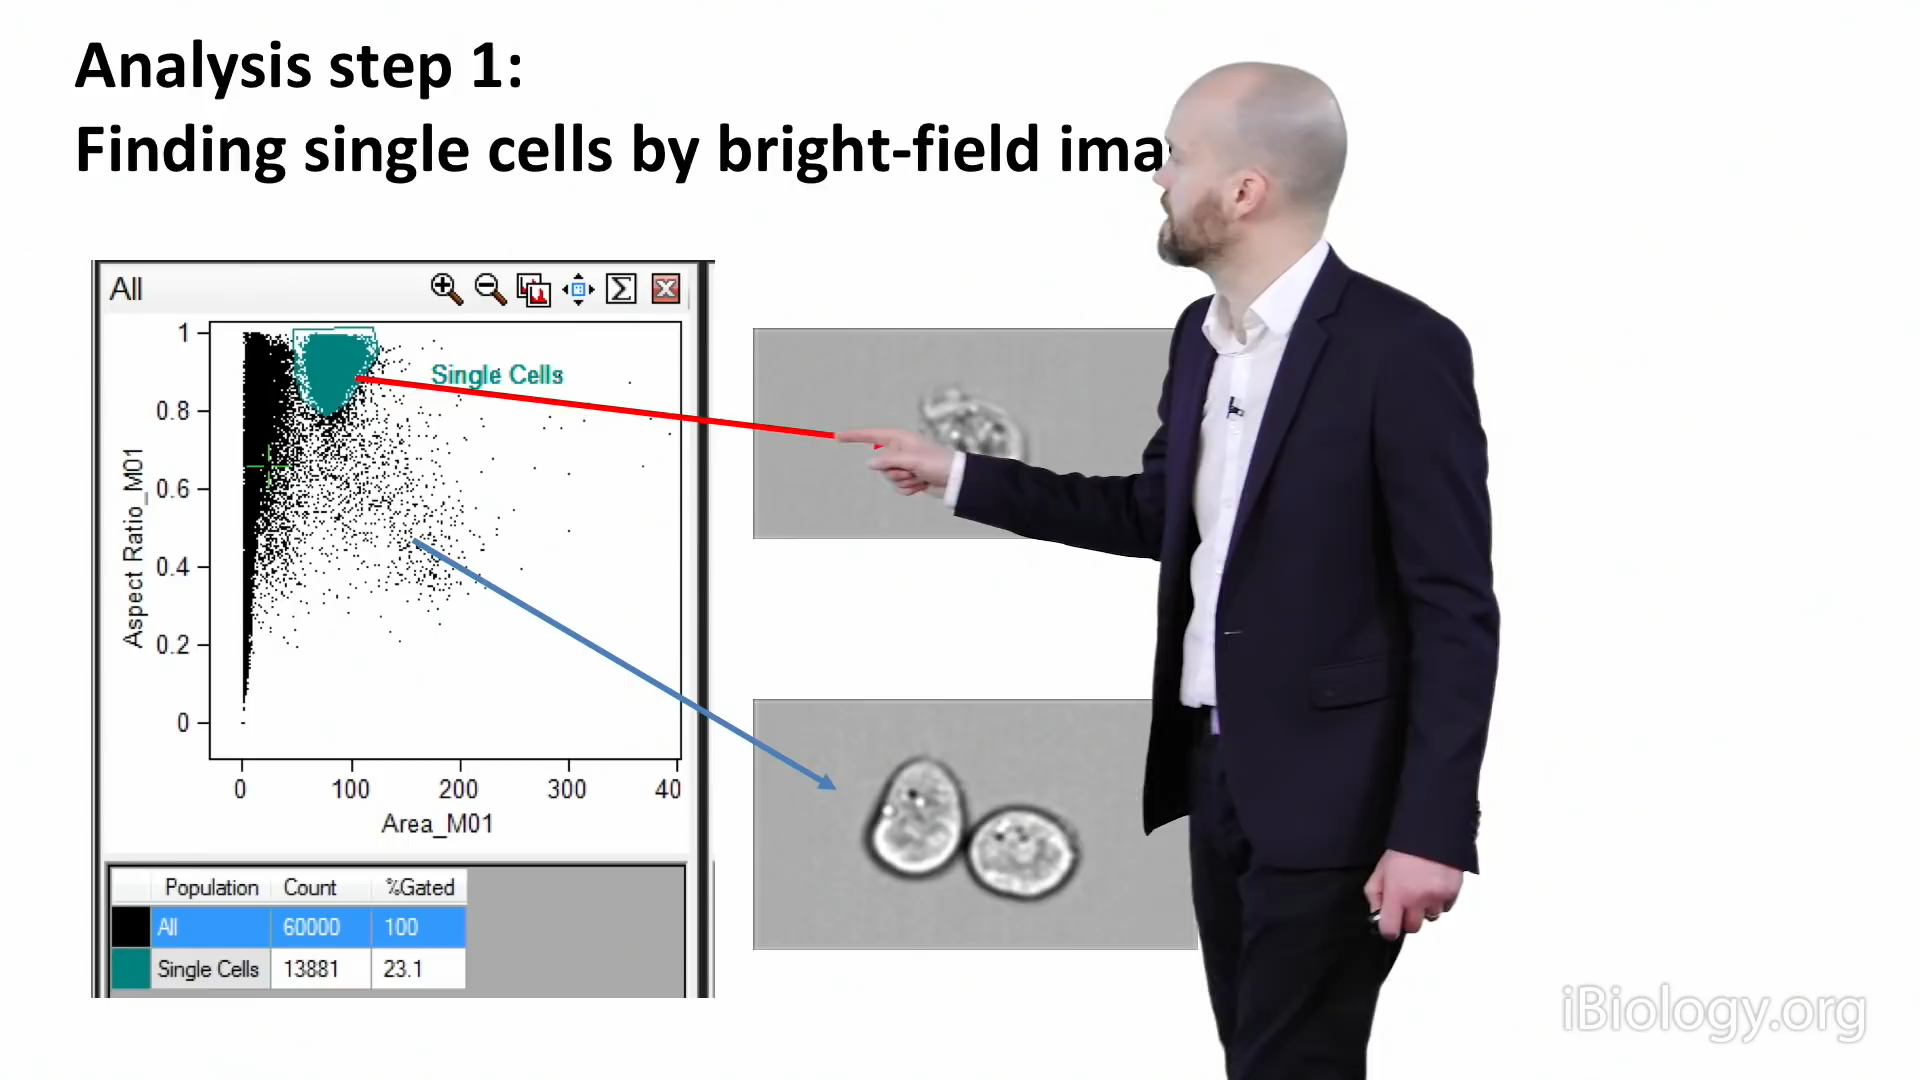 Analysis step 1:
Finding single cells by bright-field
All
Single Cells
1
0.8
0.6
0.4
0.2
0
Aspect Ratio_M01
0
100
200
300
40
Area_M01
Population Count %Gated
All 60000 100
Single Cells 13881 23.1
iBiology.org